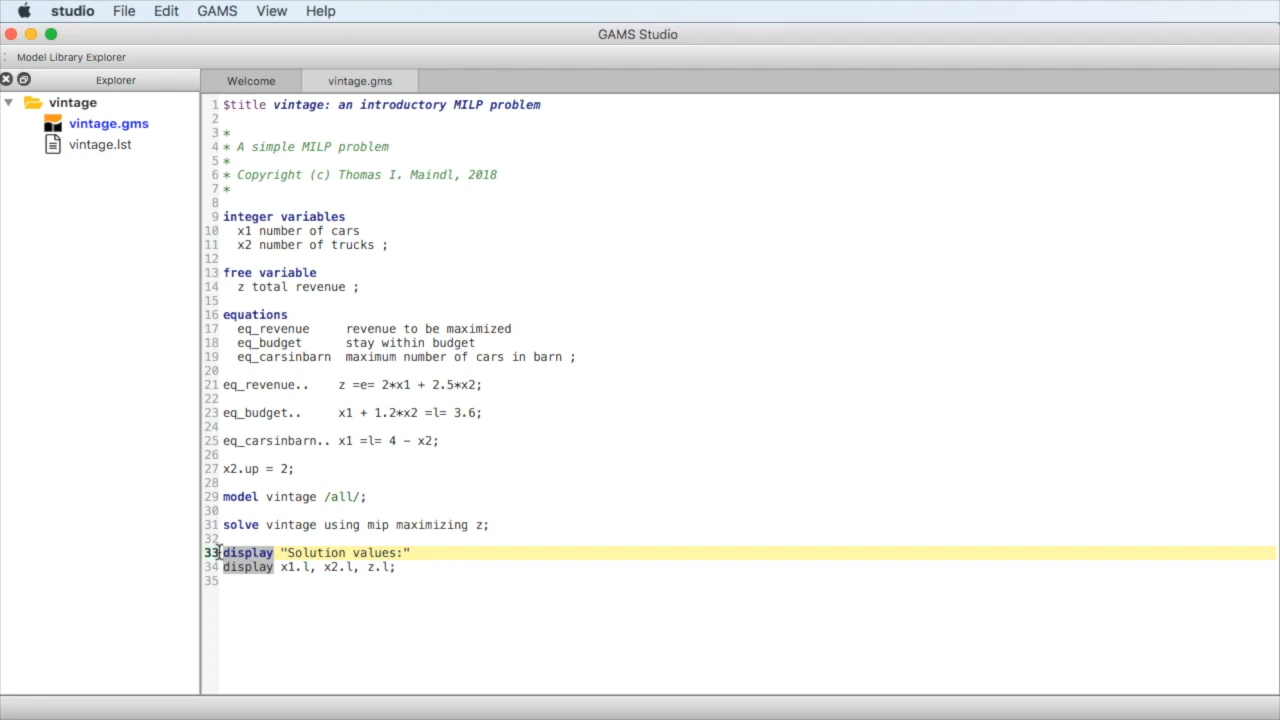 studio File Edit GAMS View Help
GAMS Studio
: Model Library Explorer
Explorer
Welcome
vintage.gms
vintage
vintage.gms
vintage.lst
1 $title vintage: an introductory MILP problem
2
3 *
4 * A simple MILP problem
5 *
6 * Copyright (c) Thomas I. Maindl, 2018
7 *
8
9 integer variables
10 x1 number of cars
11 x2 number of trucks ;
12
13 free variable
14 z total revenue ;
15
16 equations
17 eq_revenue revenue to be maximized
18 eq_budget stay within budget
19 eq_carsinbarn maximum number of cars in barn ;
20
21 eq_revenue.. z =e= 2*x1 + 2.5*x2;
22
23 eq_budget.. x1 + 1.2*x2 =l= 3.6;
24
25 eq_carsinbarn.. x1 =l= 4 - x2;
26
27 x2.up = 2;
28
29 model vintage /all/;
30
31 solve vintage using mip maximizing z;
32
33 display "Solution values:"
34 display x1.l, x2.l, z.l;
35